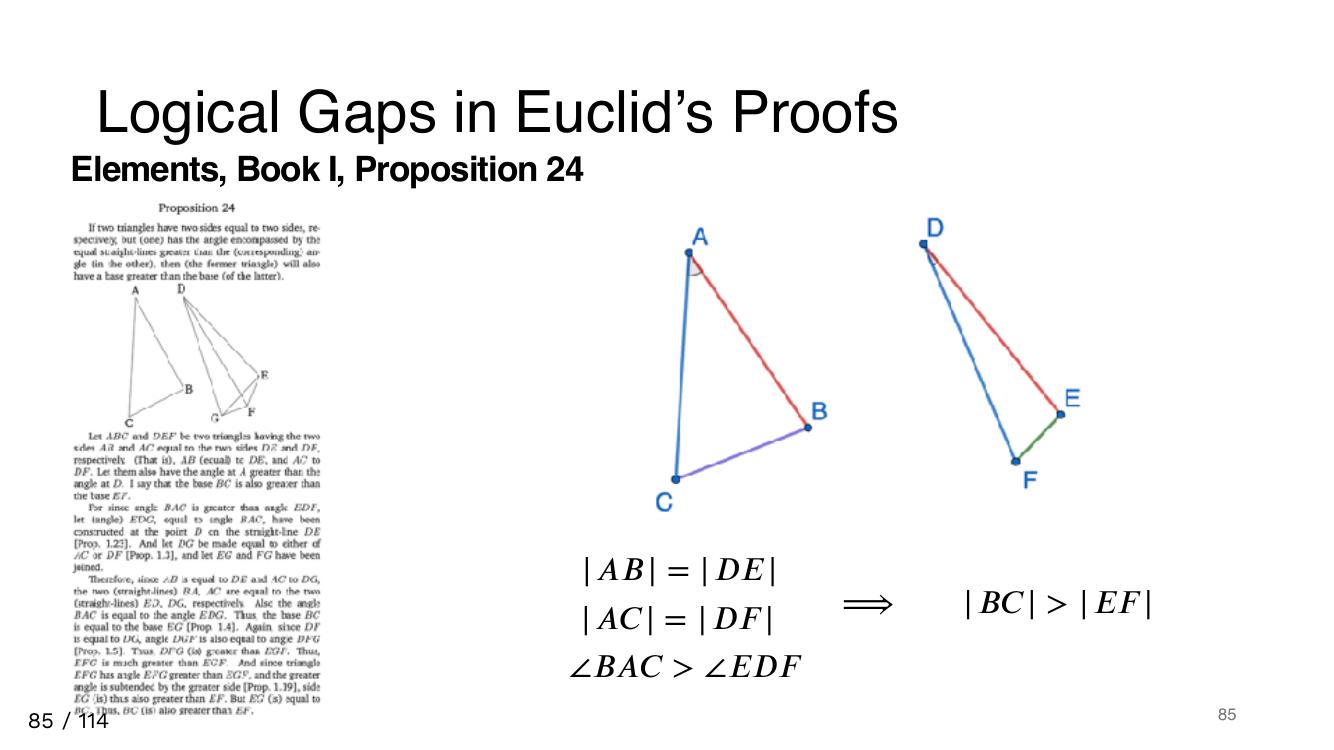 Logical Gaps in Euclid’s Proofs
Elements, Book I, Proposition 24
Proposition 24
If two triangles have two sides equal to two sides, re-
spectively, but (one) has the angle encompassed by the
equal straight-lines greater than the (corresponding) an-
gle (in the other), then (the former triangle) will also
have a base greater than the base (of the latter).
A D
B E
C G F
Let ABC and DEF be two triangles having the two
sides AB and AC equal to the two sides DE and DF,
respectively. (That is), AB (equal) to DE, and AC to
DF. Let them also have the angle at A greater than the
angle at D. I say that the base BC is also greater than
the base EF.
For since angle BAC is greater than angle EDF,
let (angle) EDG, equal to angle BAC, have been
constructed at the point D on the straight-line DE
[Prop. 1.23]. And let DG be made equal to either of
AC or DF [Prop. 1.3], and let EG and FG have been
joined.
Therefore, since AB is equal to DE and AC to DG,
the two (straight-lines) BA, AC are equal to the two
(straight-lines) ED, DG, respectively. Also the angle
BAC is equal to the angle EDG. Thus, the base BC
is equal to the base EG [Prop. 1.4]. Again, since DF
is equal to DG, angle DGF is also equal to angle DFG
[Prop. 1.5]. Thus, DFG (is) greater than EGF. Thus,
EFG is much greater than EGF. And since triangle
EFG has angle EFG greater than EGF, and the greater
angle is subtended by the greater side [Prop. 1.19], side
EG (is) thus also greater than EF. But EG (is) equal to
BC. Thus, BC (is) also greater than EF.
A
B
C
D
E
F
|AB| = |DE|
|AC| = |DF|
∠BAC > ∠EDF
⟹ |BC| > |EF|
85 / 114
85